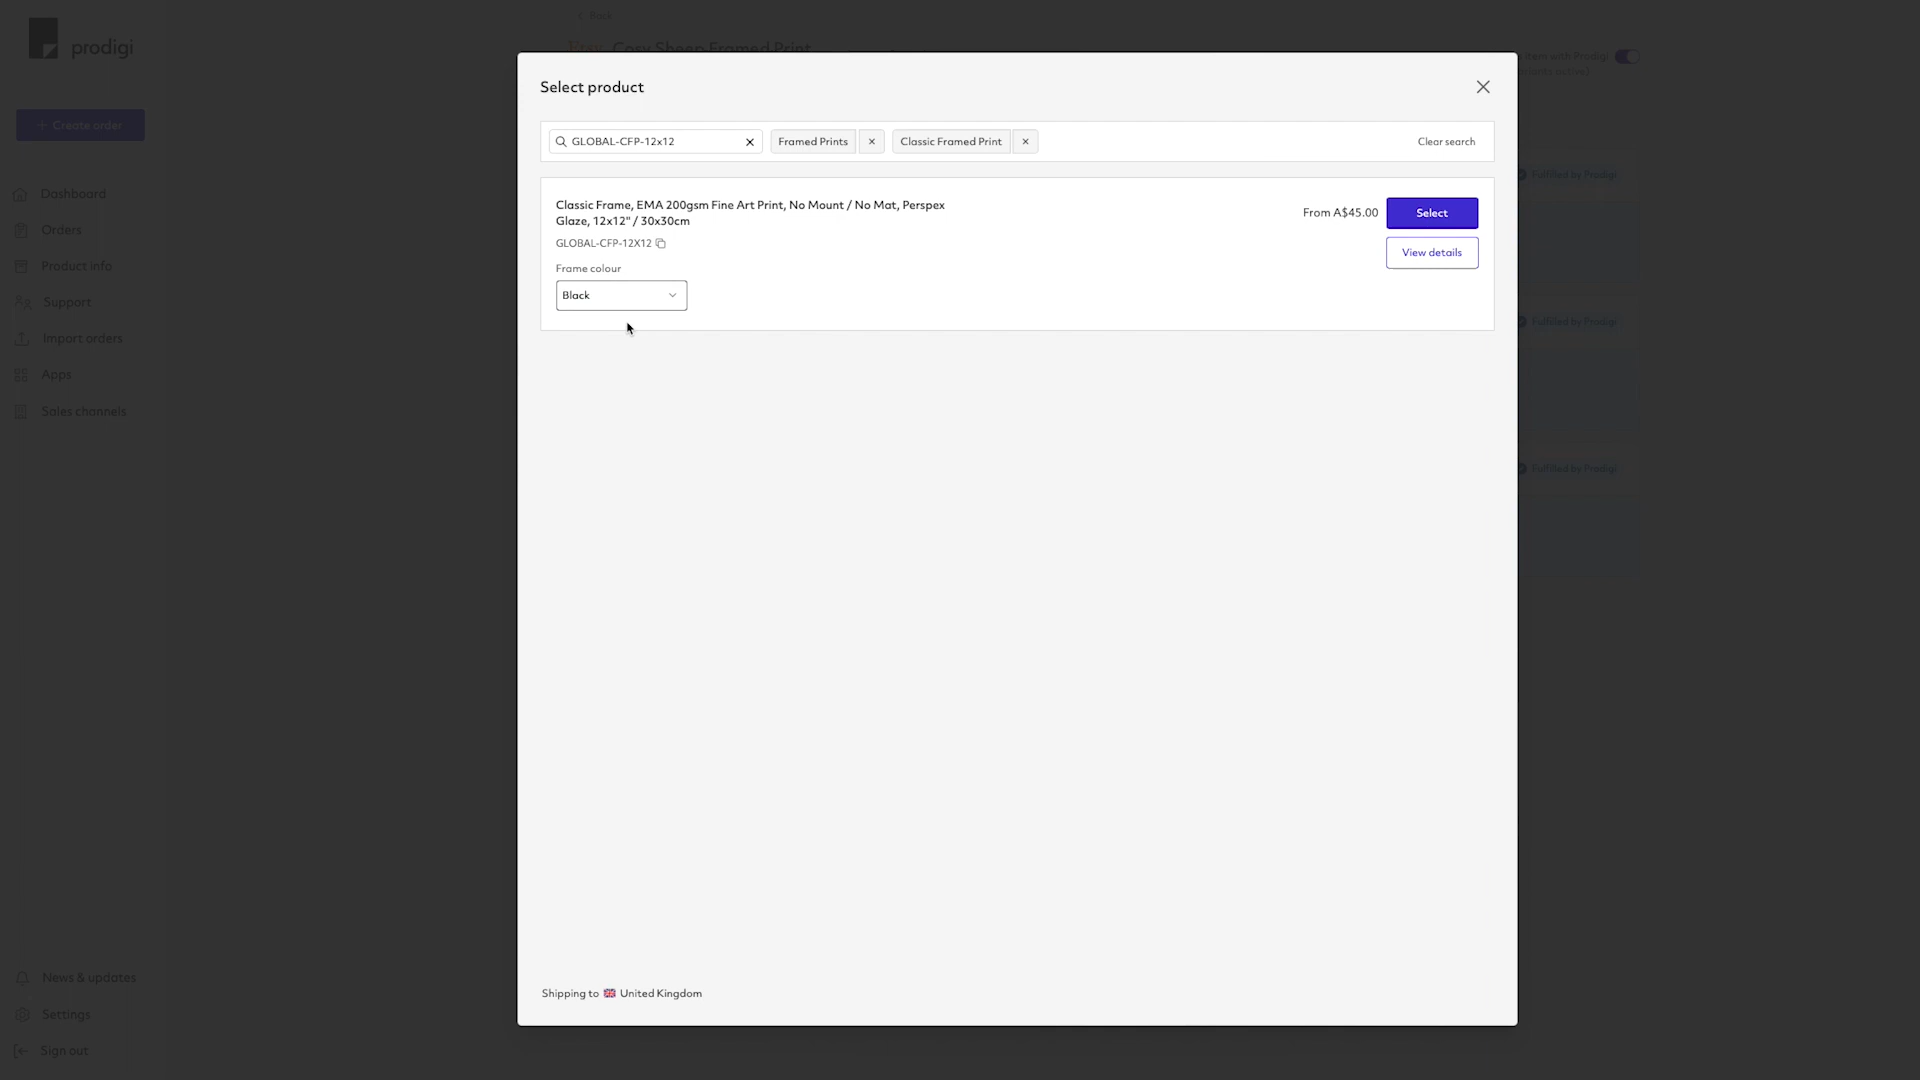 prodigi
Back
Etsy Cosy Sheep Framed Print
item with Prodigi
Select product
+ Create order
GLOBAL-CFP-12x12
Framed Prints
Classic Framed Print
Clear search
Classic Frame, EMA 200gsm Fine Art Print, No Mount / No Mat, Perspex
Glaze, 12x12" / 30x30cm
From A$45.00
Select
GLOBAL-CFP-12X12
View details
Frame colour
Black
Dashboard
Orders
Product info
Support
Import orders
Apps
Sales channels
Fulfilled by Prodigi
Fulfilled by Prodigi
Fulfilled by Prodigi
News & updates
Settings
Sign out
Shipping to United Kingdom